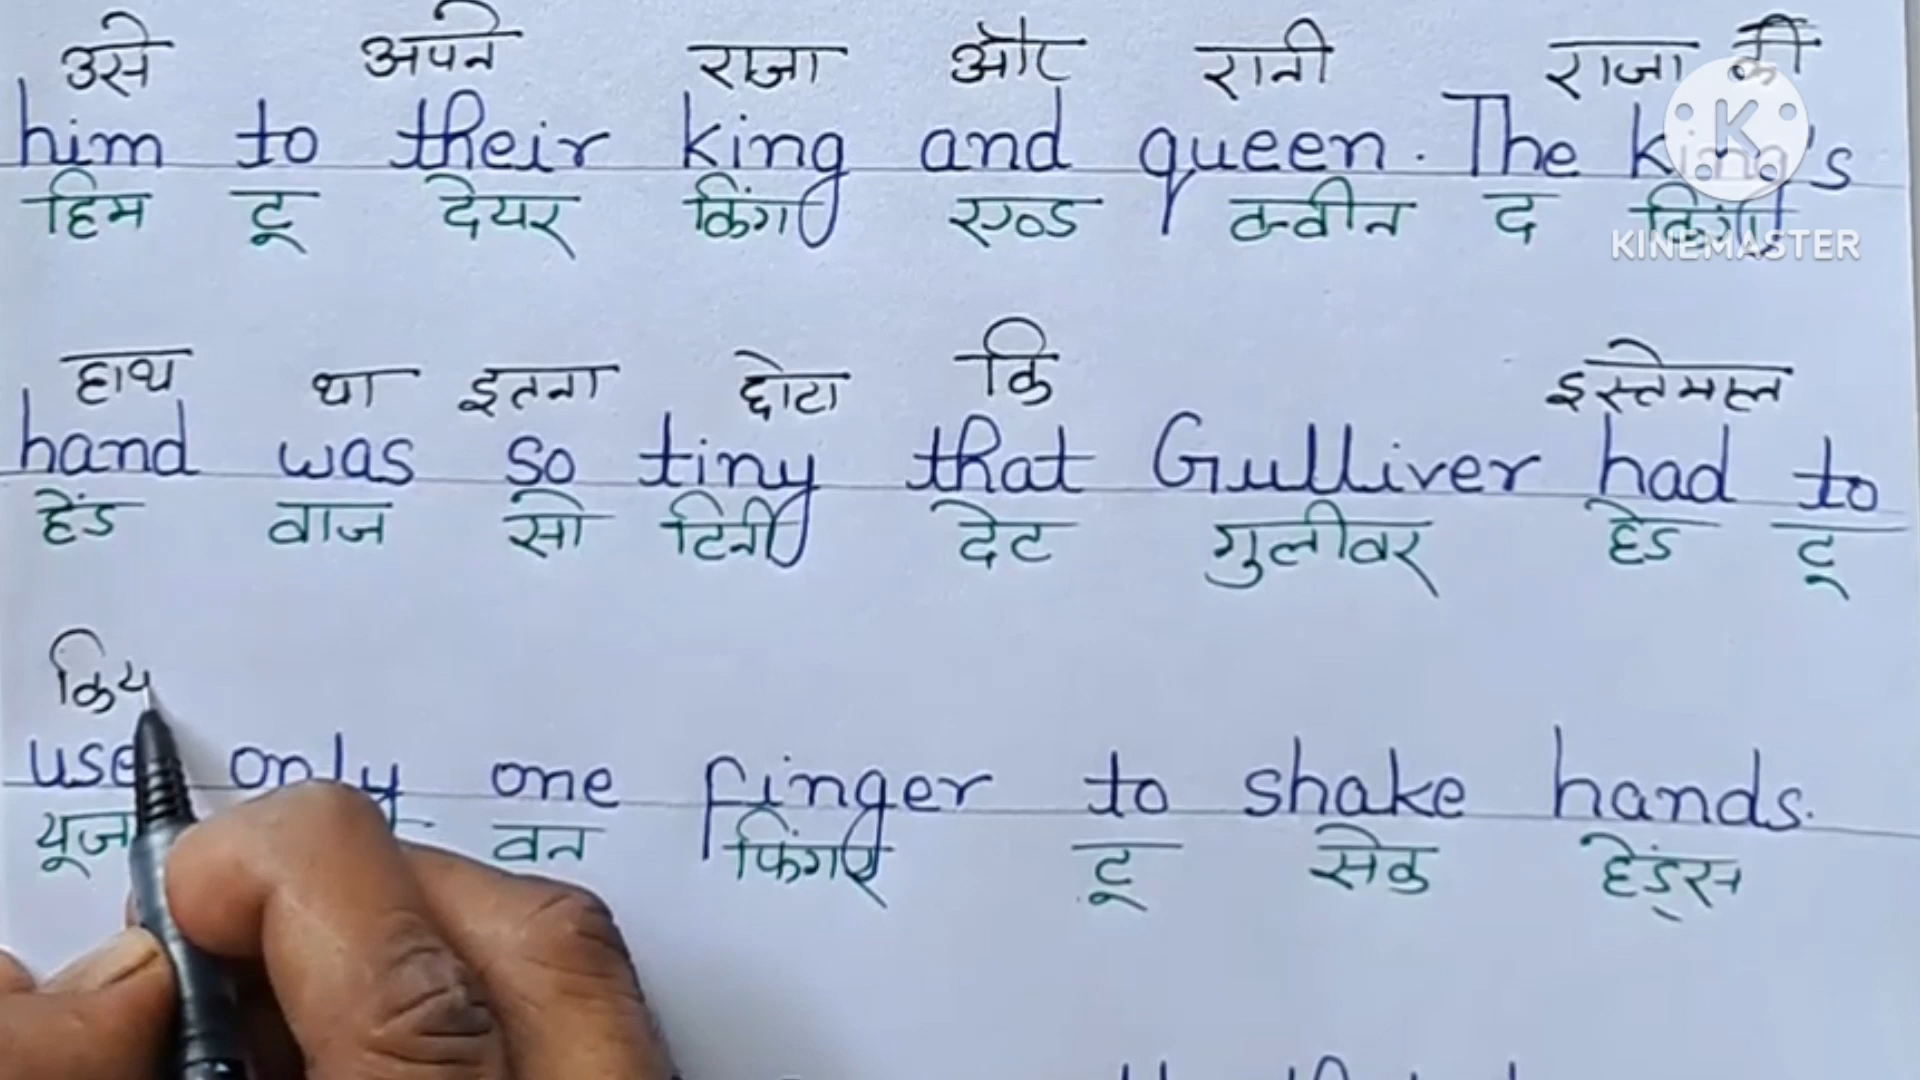 उसे अपने राजा और रानी राजा की
him to their king and queen. The king's
हिम टू देयर किंग एण्ड क्वीन द किंग्स
KINEMASTER
हाथ था इतना छोटा कि इस्तेमाल
hand was so tiny that Gulliver had to
हेंड वाज सो टिनी देट गुलीवर हेड टू
किय
use only one finger to shake hands.
यूज वन फिंगर टू सेक हेंड्स